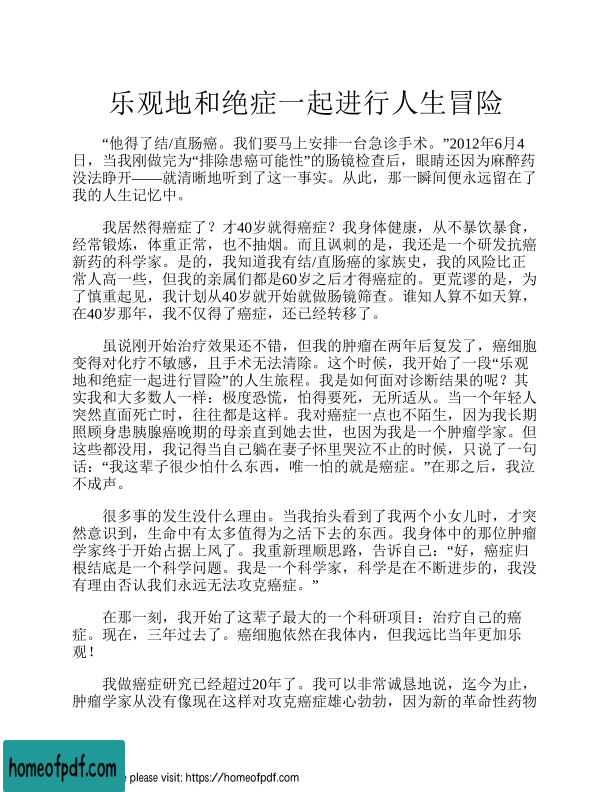 乐观地和绝症一起进行人生冒险
“他得了结/直肠癌。我们要马上安排一台急诊手术。”2012年6月4
日，当我刚做完为“排除患癌可能性”的肠镜检查后，眼睛还因为麻醉药
没法睁开——就清晰地听到了这一事实。从此，那一瞬间便永远留在了
我的人生记忆中。
我居然得癌症了？才40岁就得癌症？我身体健康，从不暴饮暴食，
经常锻炼，体重正常，也不抽烟。而且讽刺的是，我还是一个研发抗癌
新药的科学家。是的，我知道我有结/直肠癌的家族史，我的风险比正
常人高一些，但我的亲属们都是60岁之后才得癌症的。更荒谬的是，为
了慎重起见，我计划从40岁就开始就做肠镜筛查。谁知人算不如天算，
在40岁那年，我不仅得了癌症，还已经转移了。
虽说刚开始治疗效果还不错，但我的肿瘤在两年后复发了，癌细胞
变得对化疗不敏感，且手术无法清除。这个时候，我开始了一段“乐观
地和绝症一起进行冒险”的人生旅程。我是如何面对诊断结果的呢？其
实我和大多数人一样：极度恐慌，怕得要死，无所适从。当一个年轻人
突然直面死亡时，往往都是这样。我对癌症一点也不陌生，因为我长期
照顾身患胰腺癌晚期的母亲直到她去世，也因为我是一个肿瘤学家。但
这些都没用，我记得当自己躺在妻子怀里哭泣不止的时候，只说了一句
话：“我这辈子很少怕什么东西，唯一怕的就是癌症。”在那之后，我泣
不成声。
很多事的发生没什么理由。当我抬头看到了我两个小女儿时，才突
然意识到，生命中有太多值得为之活下去的东西。我身体中的那位肿瘤
学家终于开始占据上风了。我重新理顺思路，告诉自己：“好，癌症归
根结底是一个科学问题。我是一个科学家，科学是在不断进步的，我没
有理由否认我们永远无法攻克癌症。”
在那一刻，我开始了这辈子最大的一个科研项目：治疗自己的癌
症。现在，三年过去了。癌细胞依然在我体内，但我远比当年更加乐
观！
我做癌症研究已经超过20年了。我可以非常诚恳地说，迄今为止，
肿瘤学家从没有像现在这样对攻克癌症雄心勃勃，因为新的革命性药物
homeofpdf.com
e please visit: https://homeofpdf.com